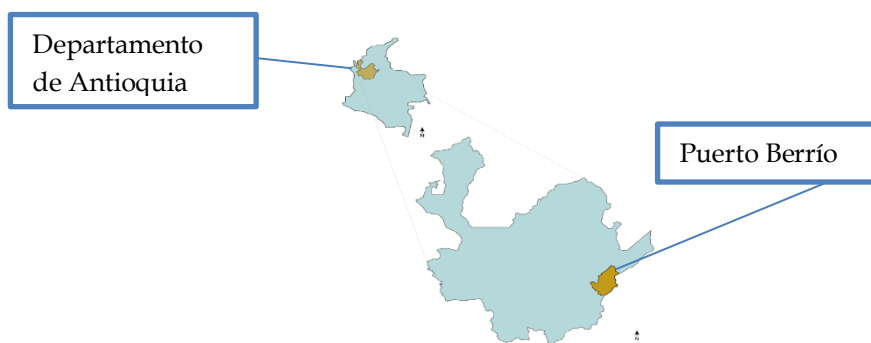 Departamento
de Antioquia
Puerto Berrío
N
N